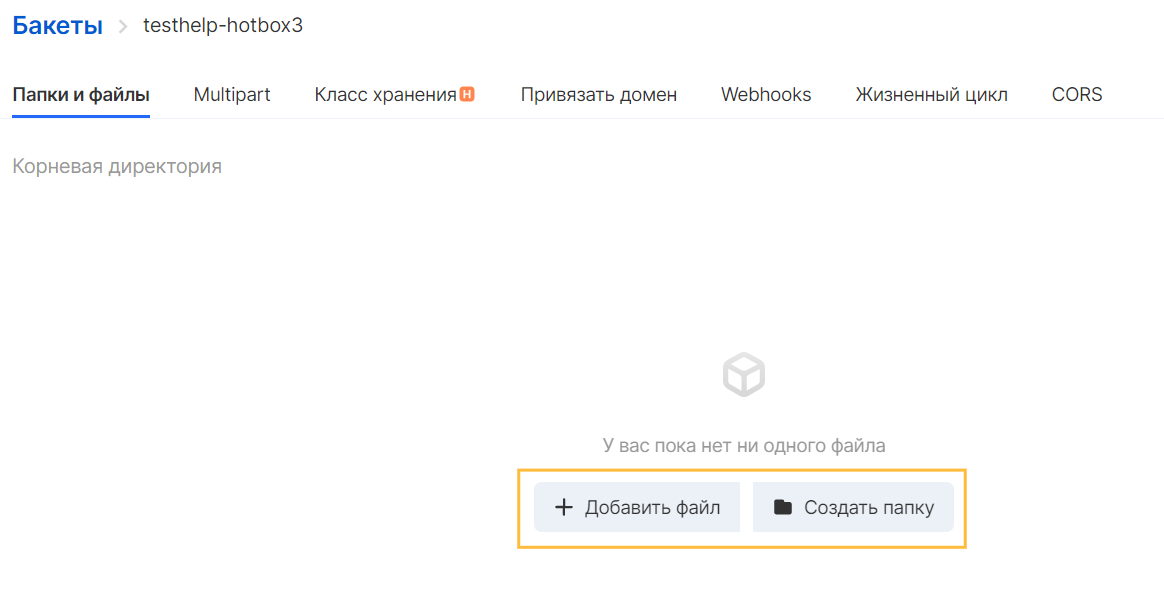 Бакеты > testhelp-hotbox3
Папки и файлы Multipart Класс хранения H Привязать домен Webhooks Жизненный цикл CORS
Корневая директория
У вас пока нет ни одного файла
+ Добавить файл Создать папку